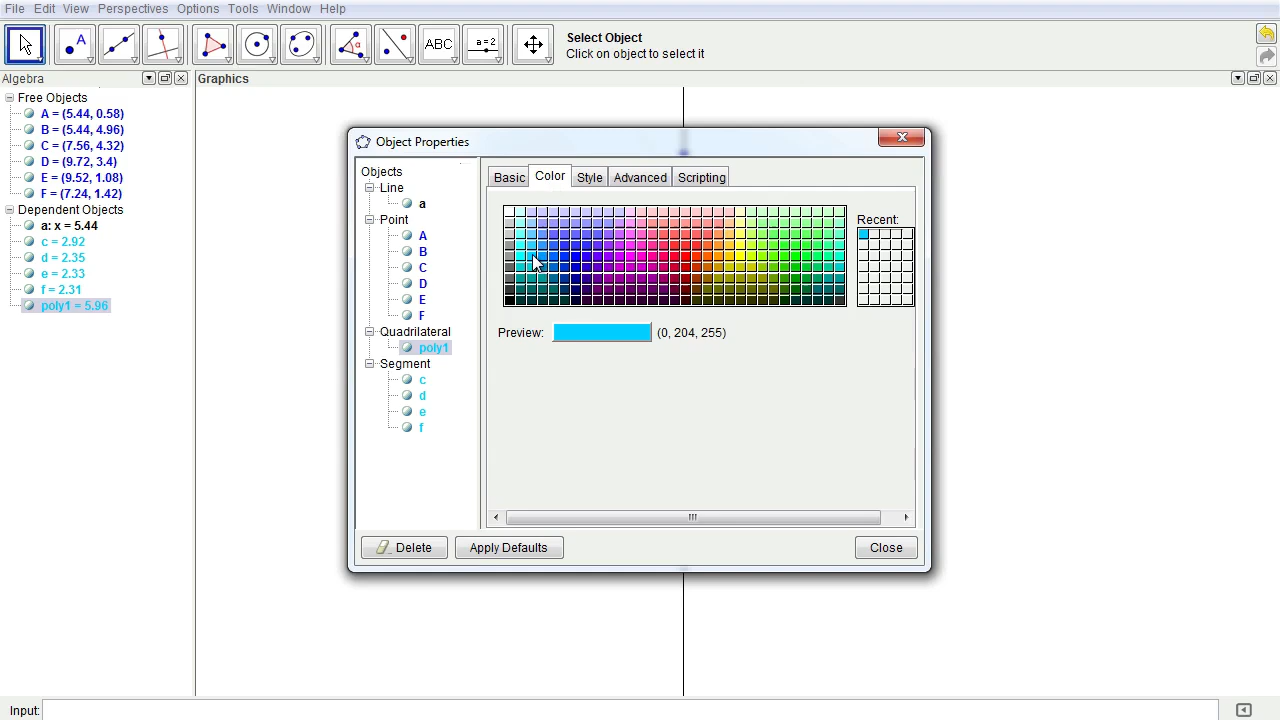 File Edit View Perspectives Options Tools Window Help
A
α
ABC
a=2
Select Object
Click on object to select it
Algebra
Graphics
Free Objects
A = (5.44, 0.58)
B = (5.44, 4.96)
C = (7.56, 4.32)
D = (9.72, 3.4)
E = (9.52, 1.08)
F = (7.24, 1.42)
Dependent Objects
a: x = 5.44
c = 2.92
d = 2.35
e = 2.33
f = 2.31
poly1 = 5.96
Object Properties
Objects
Line
a
Point
A
B
C
D
E
F
Quadrilateral
poly1
Segment
c
d
e
f
Basic Color Style Advanced Scripting
Recent:
Preview: (0, 204, 255)
Delete Apply Defaults Close
Input: